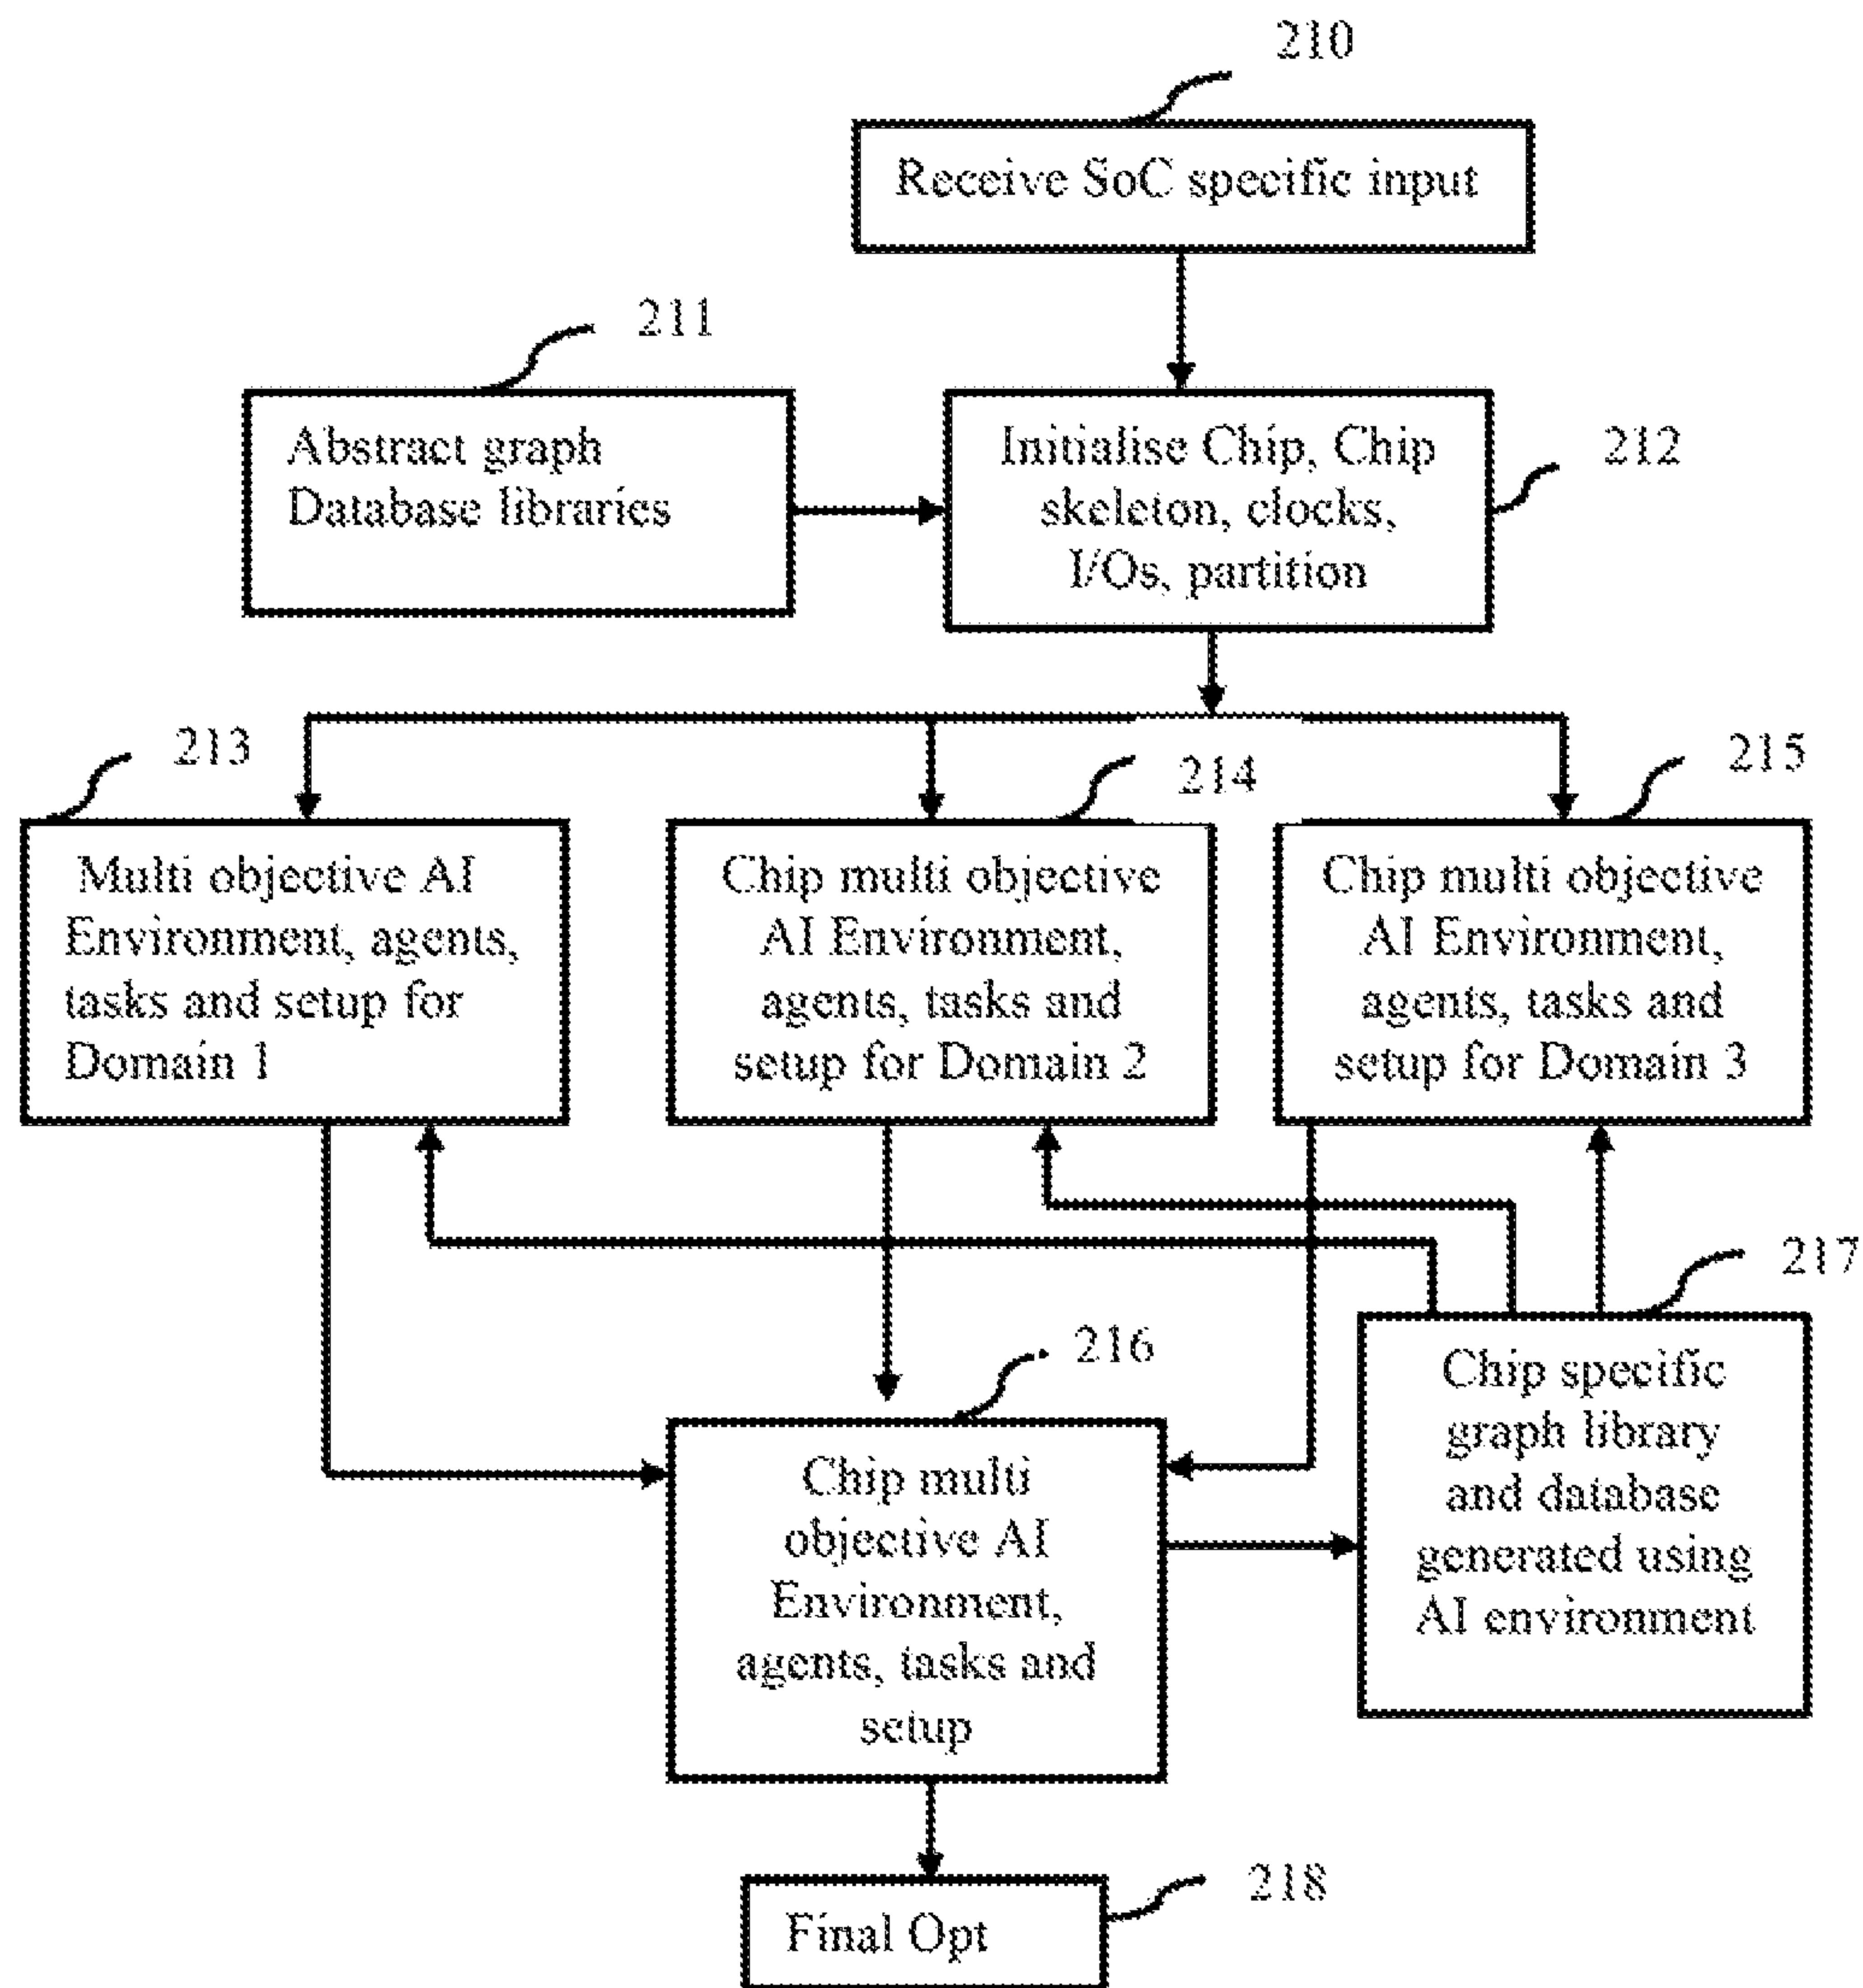 210
Receive SoC specific input
211
Abstract graph
Database libraries
Initialise Chip, Chip
skeleton, clocks,
I/Os, partition
212
213
Multi objective AI
Environment, agents,
tasks and setup for
Domain 1
214
Chip multi objective
AI Environment,
agents, tasks and
setup for Domain 2
215
Chip multi objective
AI Environment,
agents, tasks and
setup for Domain 3
216
Chip multi
objective AI
Environment,
agents, tasks and
setup
217
Chip specific
graph library
and database
generated using
AI environment
218
Final Opt